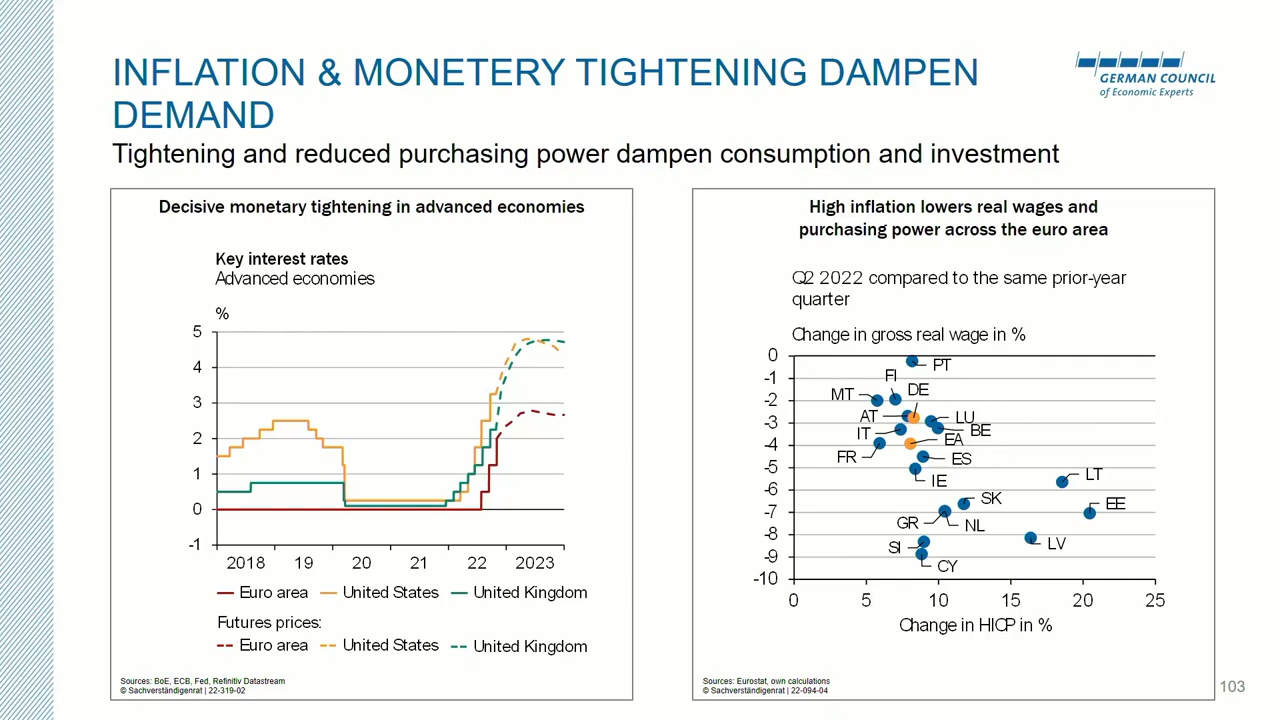 INFLATION & MONETERY TIGHTENING DAMPEN
DEMAND
GERMAN COUNCIL
of Economic Experts
Tightening and reduced purchasing power dampen consumption and investment
Decisive monetary tightening in advanced economies
Key interest rates
Advanced economies
%
5
4
3
2
1
0
-1
2018 19 20 21 22 2023
Euro area United States United Kingdom
Futures prices:
Euro area United States United Kingdom
Sources: BoE, ECB, Fed, Refinitiv Datastream
© Sachverständigenrat | 22-319-02
High inflation lowers real wages and
purchasing power across the euro area
Q2 2022 compared to the same prior-year
quarter
Change in gross real wage in %
0
-1
-2
-3
-4
-5
-6
-7
-8
-9
-10
PT
FI
DE
MT
AT
LU
IT
BE
EA
FR
ES
IE
LT
SK
EE
GR
NL
SI
LV
CY
0 5 10 15 20 25
Change in HICP in %
Sources: Eurostat, own calculations
© Sachverständigenrat | 22-094-04
103